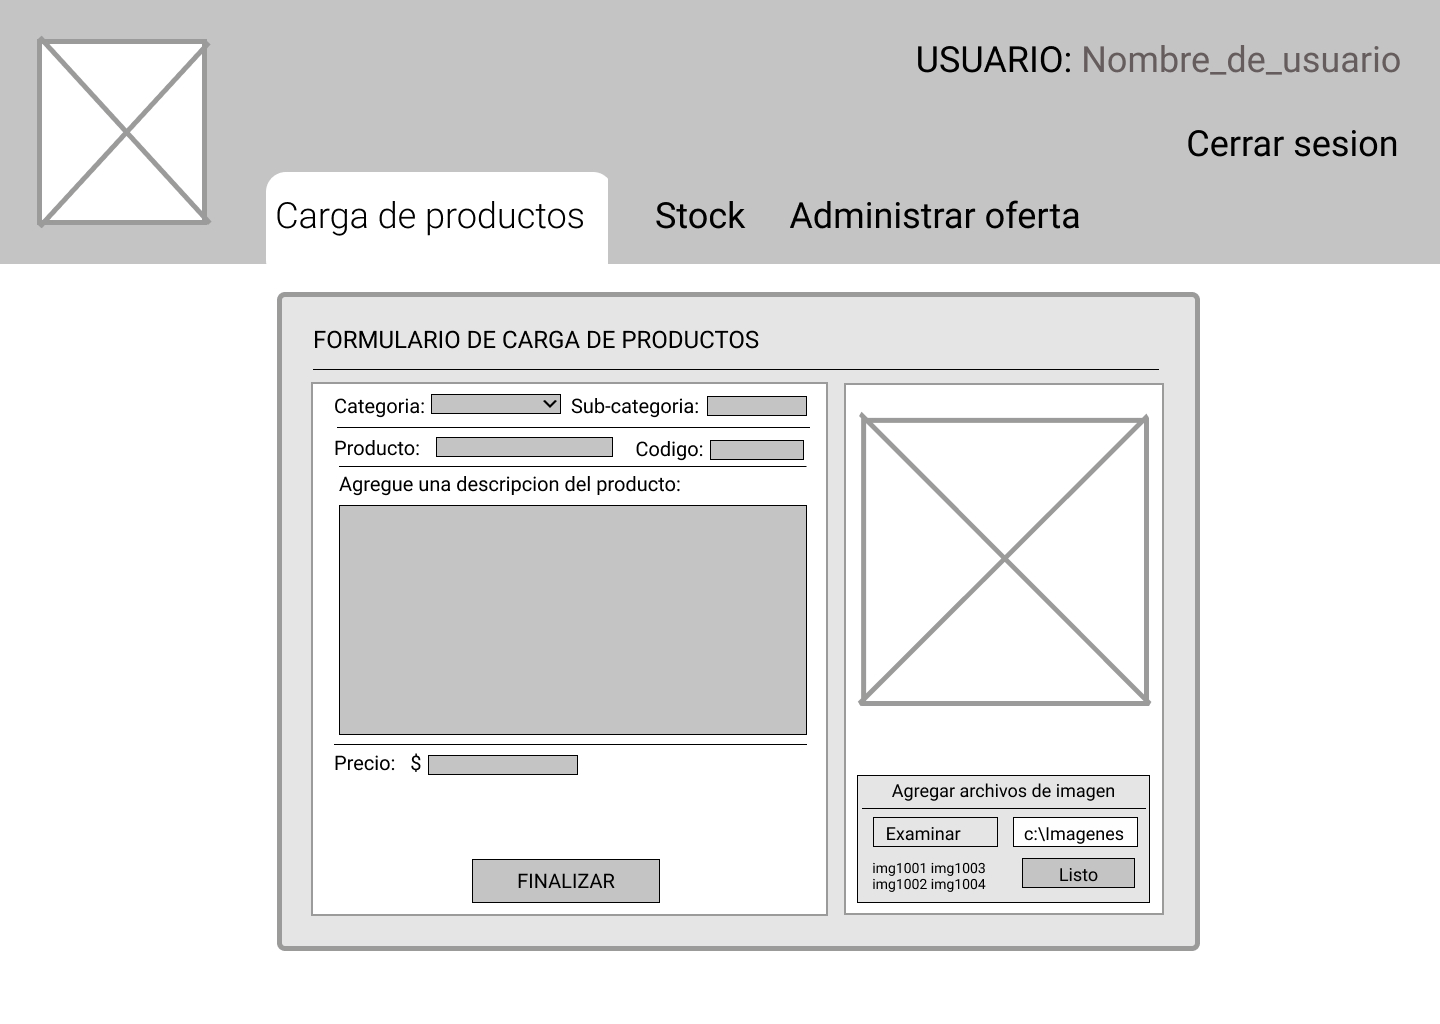 USUARIO: Nombre_de_usuario
Cerrar sesion
Carga de productos Stock Administrar oferta
FORMULARIO DE CARGA DE PRODUCTOS
Categoria: Sub-categoria:
Producto: Codigo:
Agregue una descripcion del producto:
Precio: $
FINALIZAR
Agregar archivos de imagen
Examinar c:\Imagenes
img1001 img1003
img1002 img1004
Listo